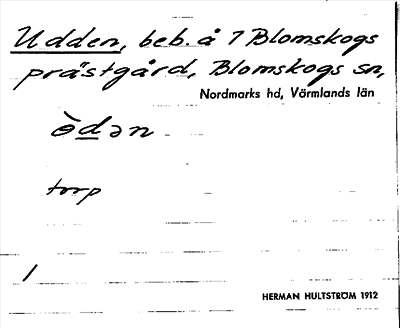 Udden, beb. å 7 Blomskogs
prästgård, Blomskogs sn,
Nordmarks hd, Värmlands län
ödən
torp
1
HERMAN HULTSTRÖM 1912